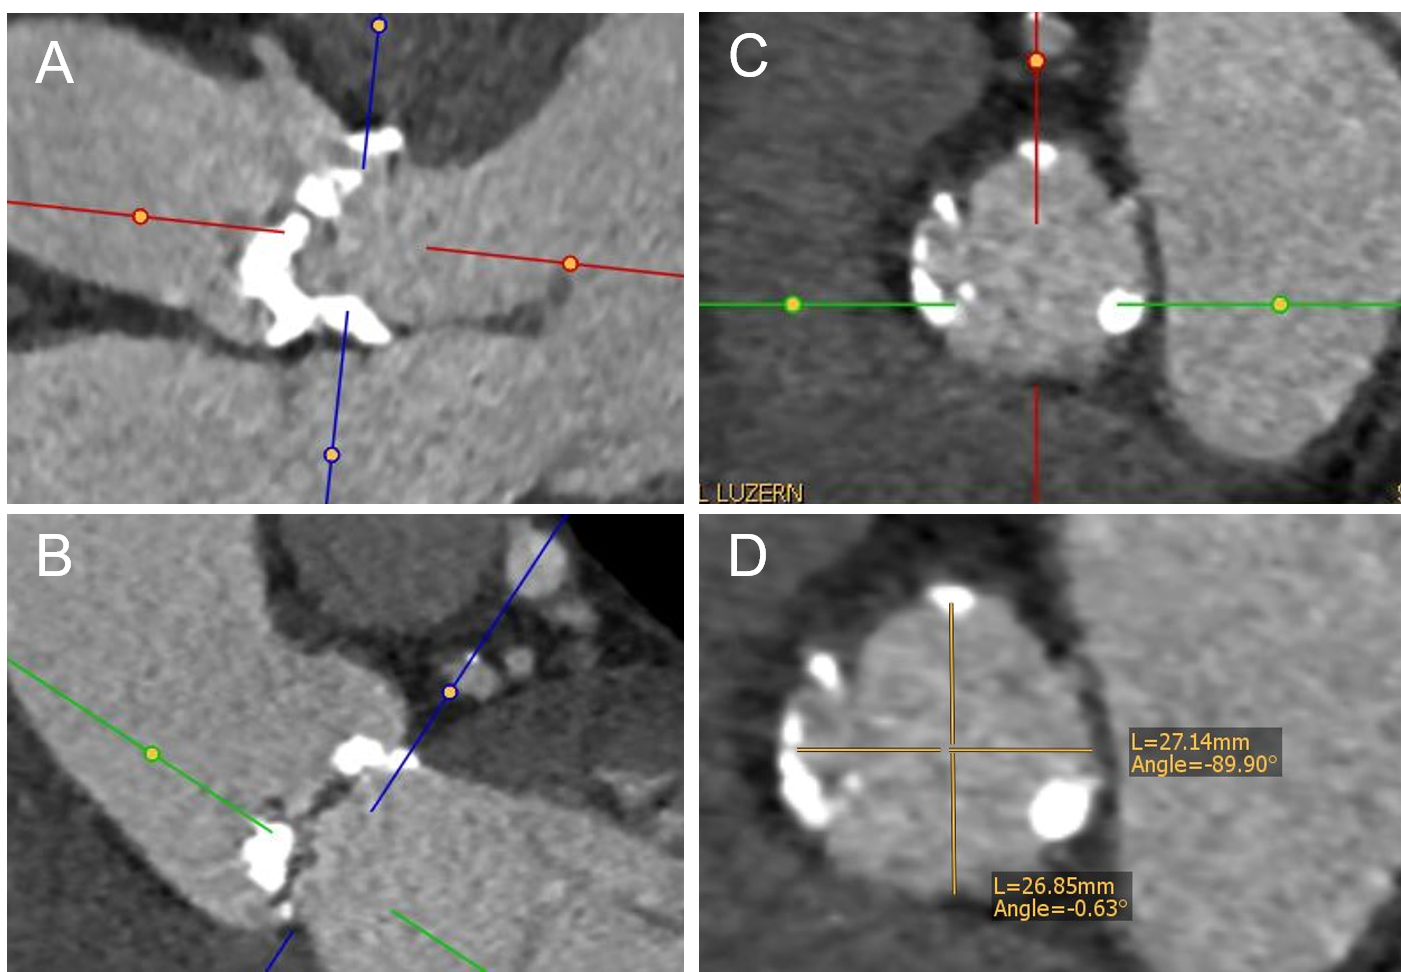 A
C
L LUZERN
B
D
L=27.14mm
Angle=-89.90°
L=26.85mm
Angle=-0.63°